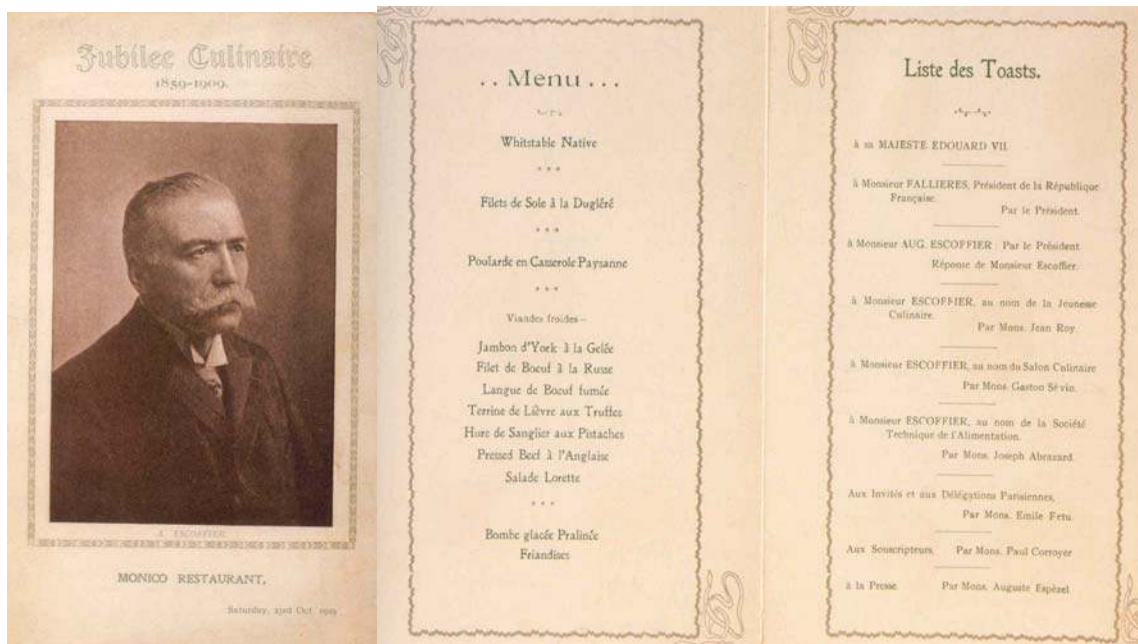 Jubilee Culinaire
1859-1909.
A. ESCOFFIER
MONICO RESTAURANT,
Saturday, 23rd Oct. 1909
. . Menu . . .
Whitstable Native
Filets de Sole à la Dugléré
Poularde en Casserole Paysanne
Viandes froides—
Jambon d'York à la Gelée
Filet de Boeuf à la Russe
Langue de Boeuf fumée
Terrine de Lièvre aux Truffes
Hure de Sanglier aux Pistaches
Pressed Beef à l'Anglaise
Salade Lorette
Bombe glacée Pralinée
Friandises
Liste des Toasts.
à sa MAJESTE EDOUARD VII.
à Monsieur FALLIERES, Président de la République
Française.
Par le Président.
à Monsieur AUG. ESCOFFIER : Par le Président.
Réponse de Monsieur Escoffier.
à Monsieur ESCOFFIER, au nom de la Jeunesse
Culinaire.
Par Mons. Jean Roy.
à Monsieur ESCOFFIER, au nom du Salon Culinaire
Par Mons. Gaston Sévin.
à Monsieur ESCOFFIER, au nom de la Société
Technique de l'Alimentation.
Par Mons. Joseph Abrazard.
Aux Invités et aux Délégations Parisiennes,
Par Mons. Emile Fetu.
Aux Souscripteurs, Par Mons. Paul Corroyer
à la Presse. Par Mons. Auguste Espèzel.